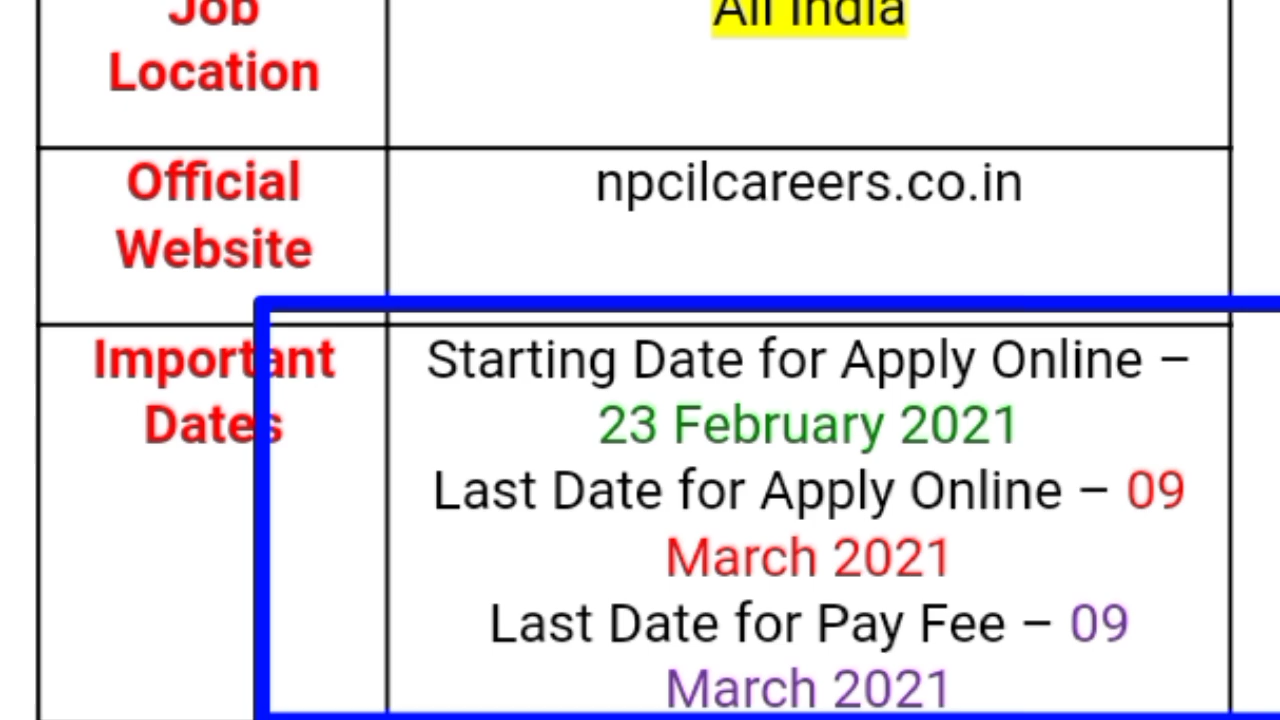 Job
Location
All India
Official
Website
npcilcareers.co.in
Important
Dates
Starting Date for Apply Online –
23 February 2021
Last Date for Apply Online – 09
March 2021
Last Date for Pay Fee – 09
March 2021